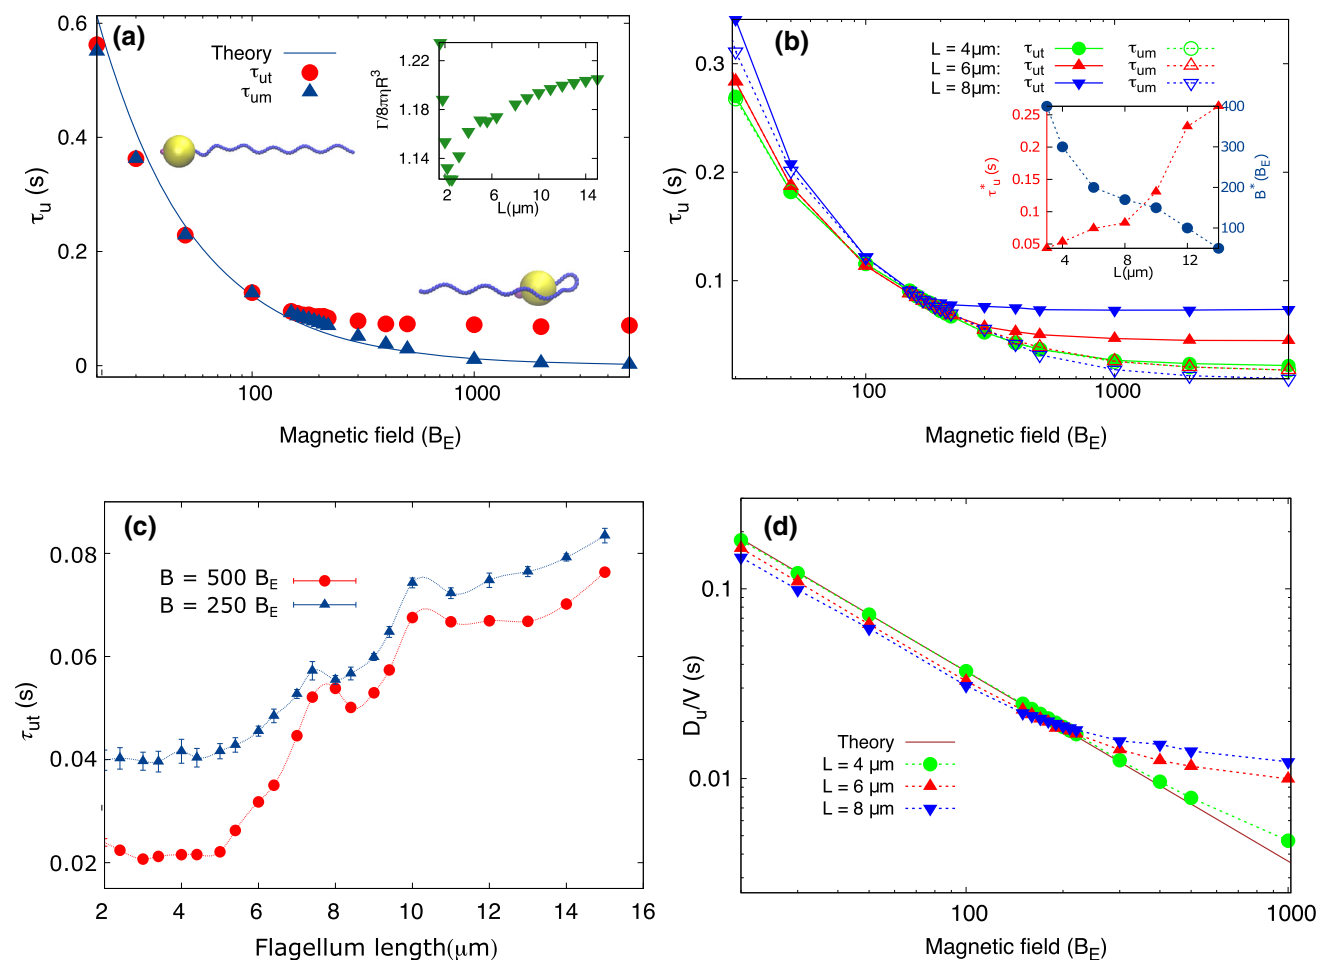 (a)
Theory
τut
τum
0.6
0.4
0.2
0
τu (s)
100
1000
Magnetic field (BE)
Γ/8πηR3
1.22
1.18
1.14
2
6
10
14
L(μm)
(b)
L = 4μm: τut τum
L = 6μm: τut τum
L = 8μm: τut τum
0.3
0.2
0.1
τu (s)
100
1000
Magnetic field (BE)
0.25
0.2
0.15
0.1
0.05
τ*u (s)
400
300
200
100
B*(BE)
4
8
12
L(μm)
(c)
B = 500 BE
B = 250 BE
0.08
0.06
0.04
0.02
τut (s)
2 4 6 8 10 12 14 16
Flagellum length(μm)
(d)
Theory
L = 4 μm
L = 6 μm
L = 8 μm
0.1
0.01
Du/V (s)
100
1000
Magnetic field (BE)